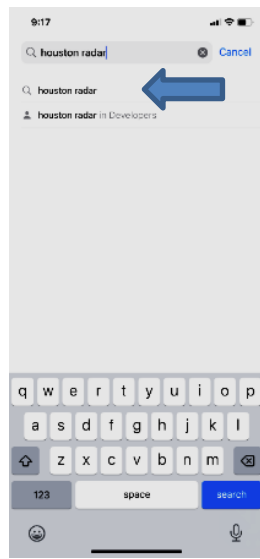 9:17
houston radar Cancel
houston radar
houston radar in Developers
q w e r t y u i o p
a s d f g h j k l
z x c v b n m
123 space search